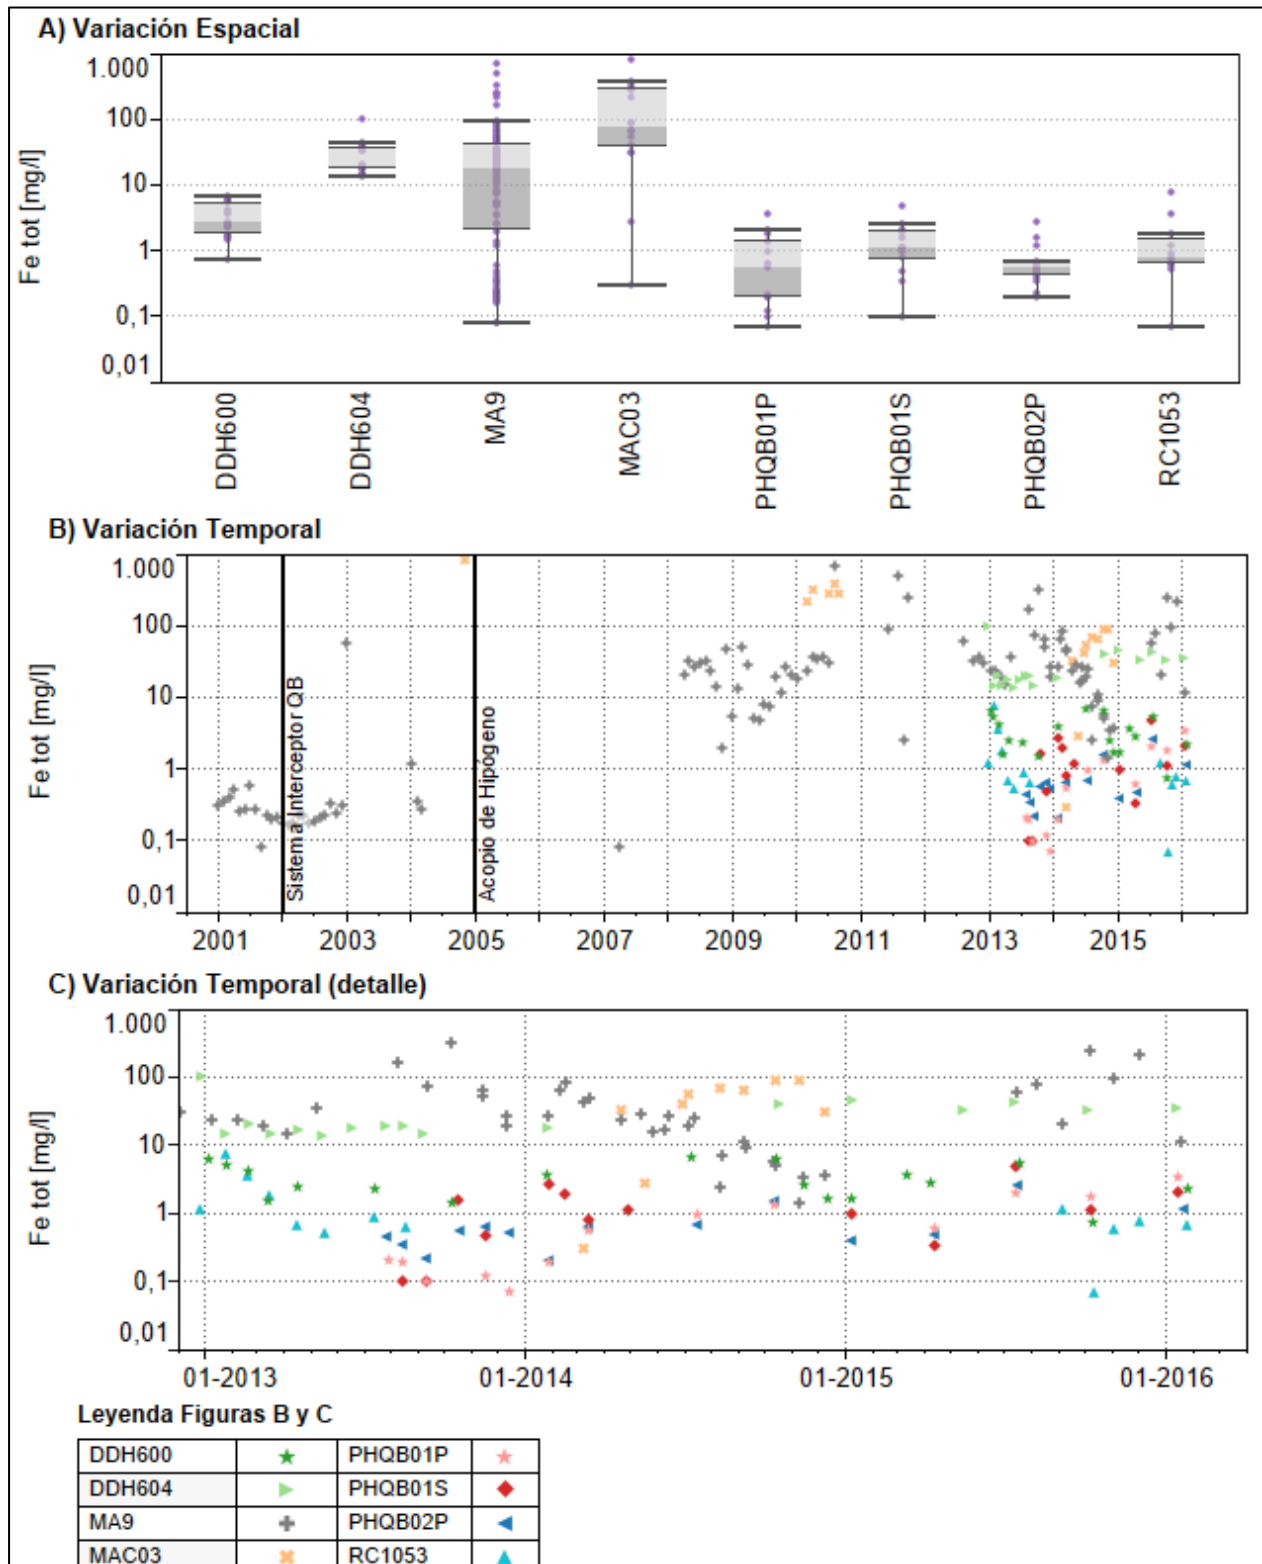 A) Variación Espacial
Fe tot [mg/l]
1.000
100
10
1
0,1
0,01
DDH600
DDH604
MA9
MAC03
PHQB01P
PHQB01S
PHQB02P
RC1053
B) Variación Temporal
Fe tot [mg/l]
1.000
100
10
1
0,1
0,01
Sistema Interceptor QB
Acopio de Hipógeno
2001 2003 2005 2007 2009 2011 2013 2015
C) Variación Temporal (detalle)
Fe tot [mg/l]
1.000
100
10
1
0,1
0,01
01-2013 01-2014 01-2015 01-2016
Leyenda Figuras B y C
DDH600 PHQB01P
DDH604 PHQB01S
MA9 PHQB02P
MAC03 RC1053